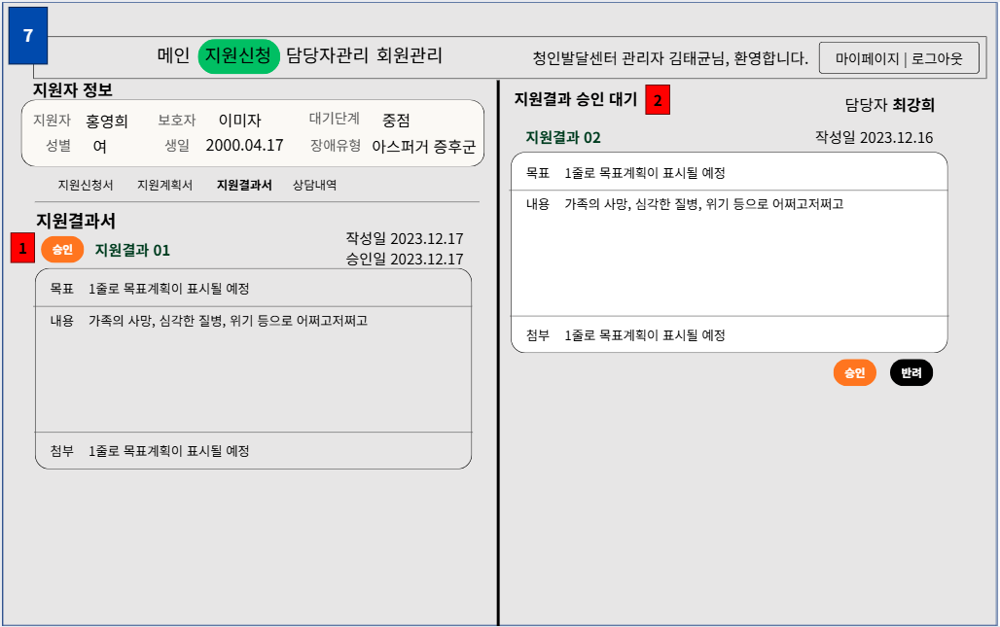 7
메인 지원신청 담당자관리 회원관리
청인발달센터 관리자 김태균님, 환영합니다.
마이페이지 | 로그아웃
지원자 정보
지원자 홍영희 보호자 이미자 대기단계 중점
성별 여 생일 2000.04.17 장애유형 아스퍼거 증후군
지원신청서 지원계획서 지원결과서 상담내역
지원결과서
1
승인 지원결과 01
작성일 2023.12.17
승인일 2023.12.17
목표 1줄로 목표계획이 표시될 예정
내용 가족의 사망, 심각한 질병, 위기 등으로 어쩌고저쩌고
첨부 1줄로 목표계획이 표시될 예정
지원결과 승인 대기 2
담당자 최강희
지원결과 02
작성일 2023.12.16
목표 1줄로 목표계획이 표시될 예정
내용 가족의 사망, 심각한 질병, 위기 등으로 어쩌고저쩌고
첨부 1줄로 목표계획이 표시될 예정
승인 반려